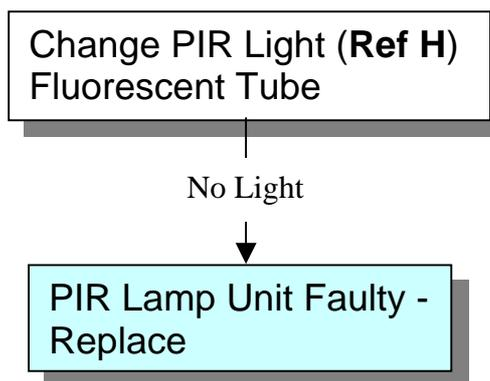 Change PIR Light (Ref H)
Fluorescent Tube
No Light
PIR Lamp Unit Faulty -
Replace